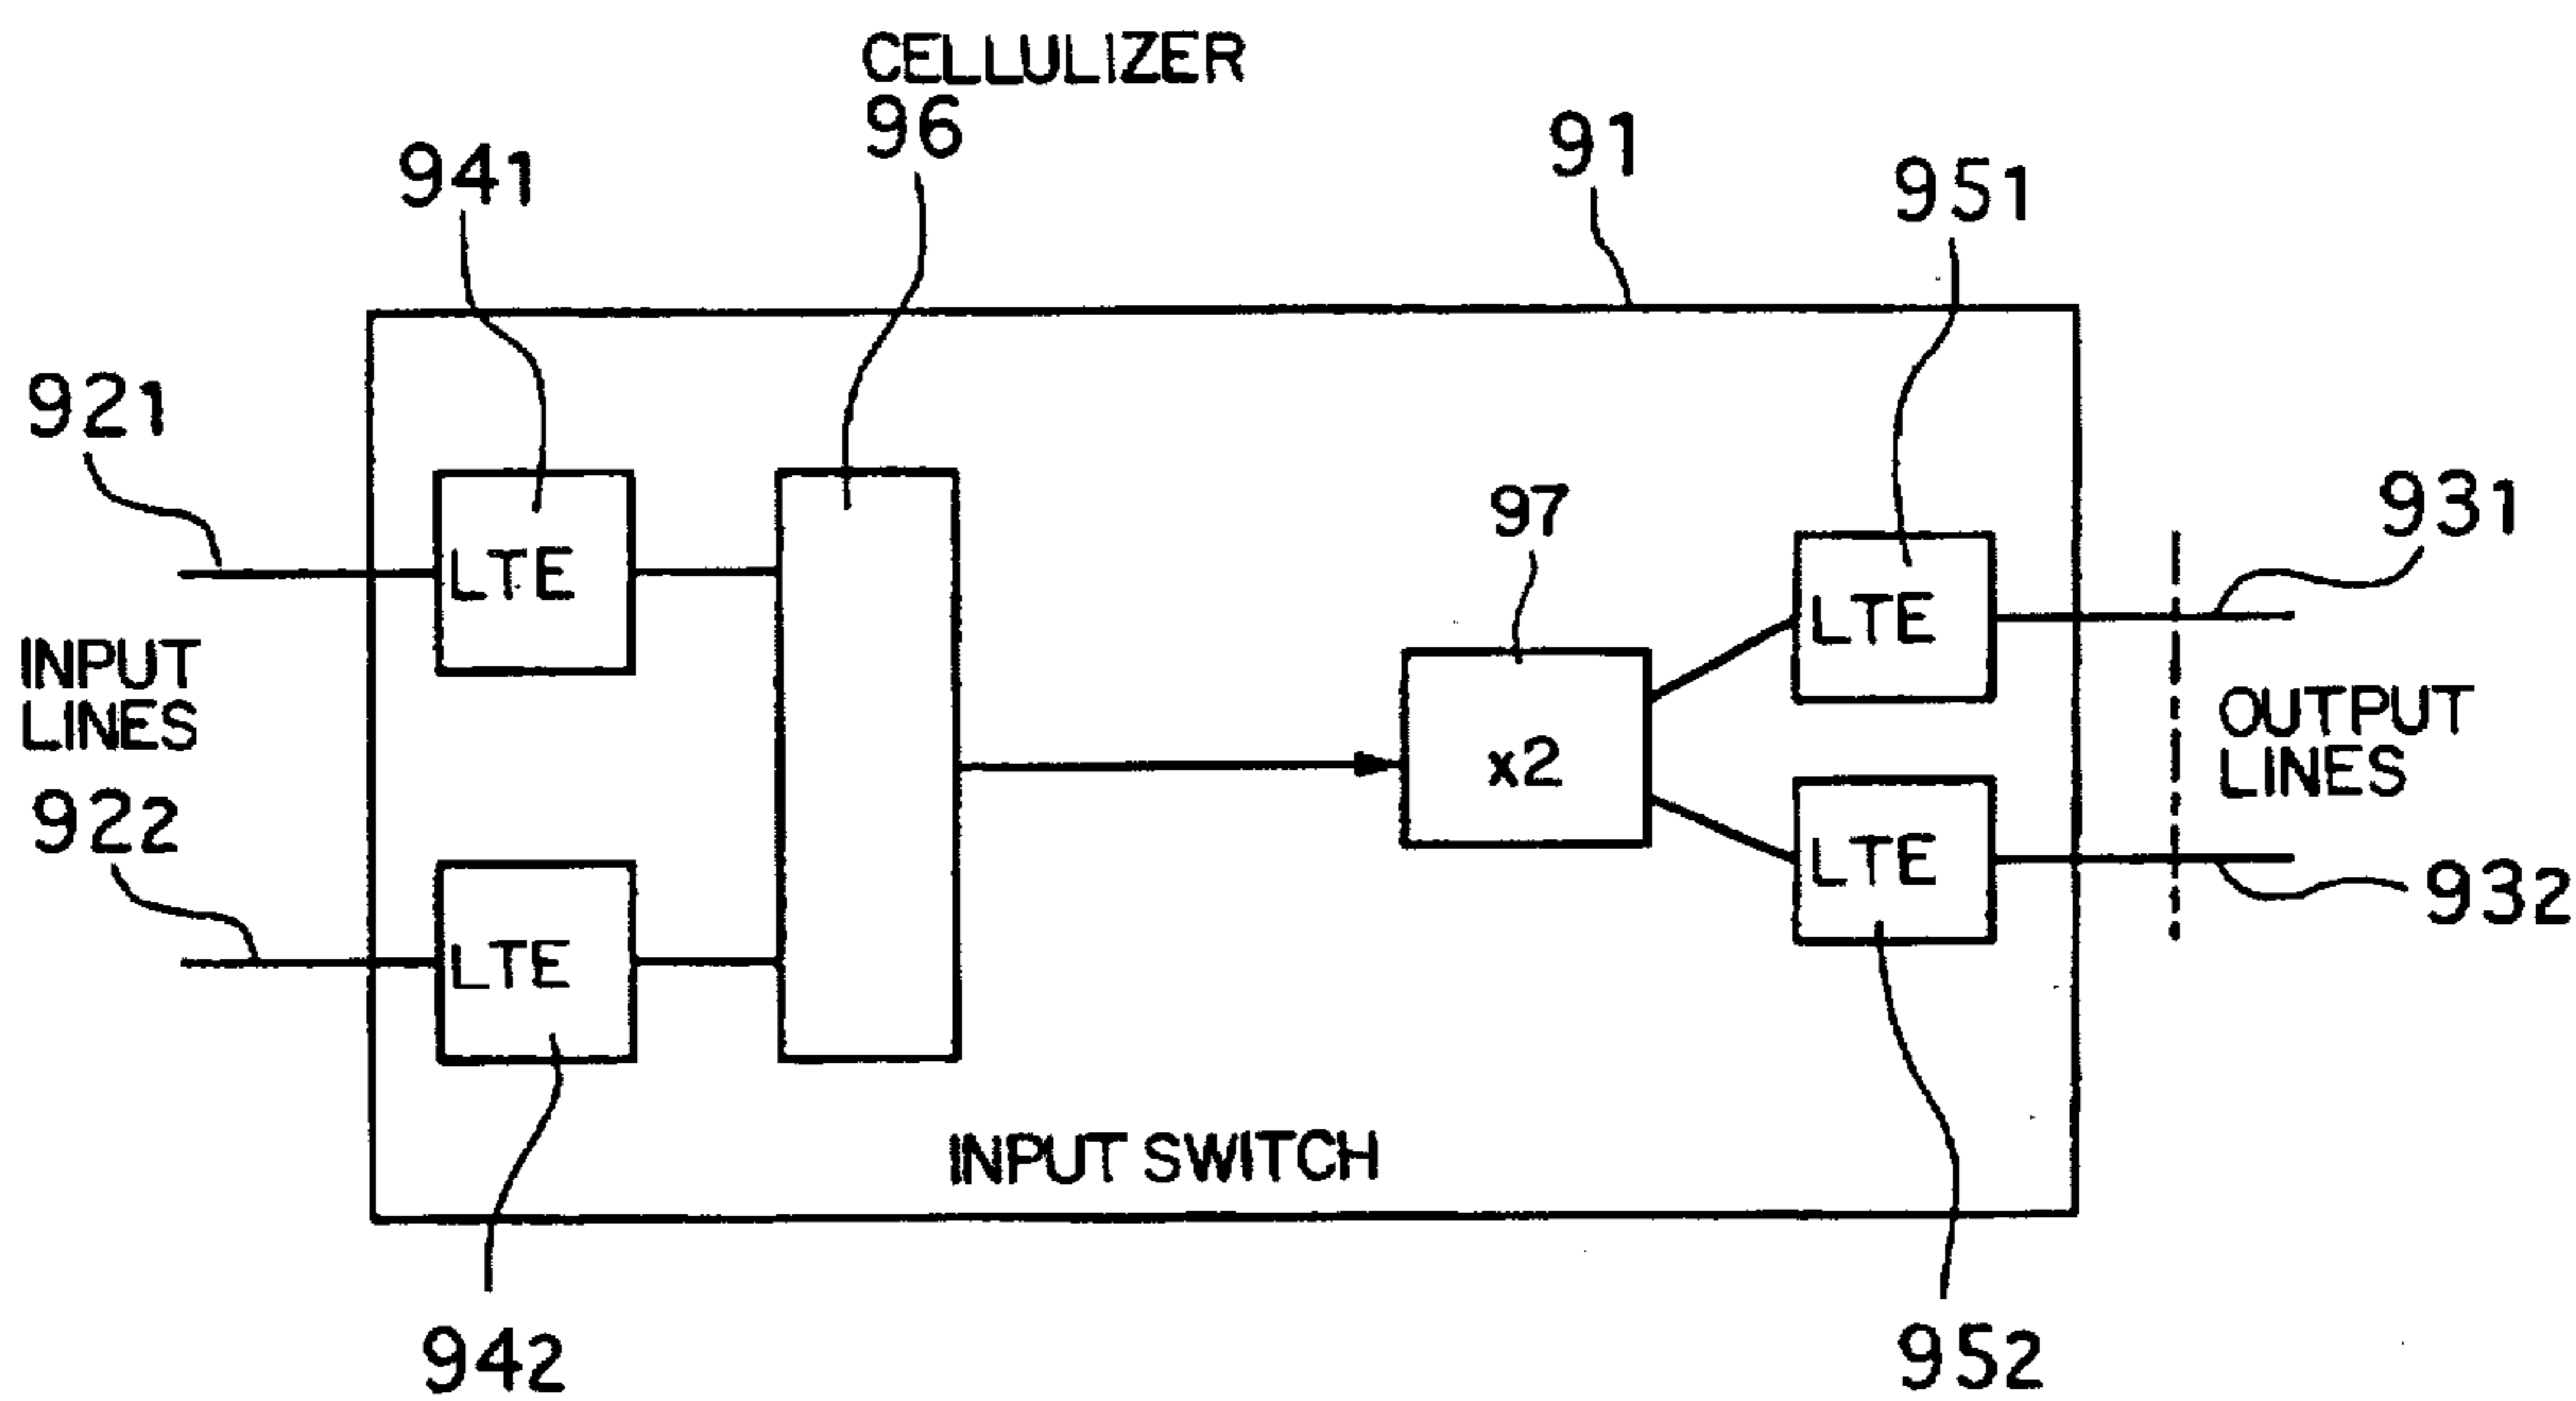 CELLULIZER
96
941
91
951
921
97
931
LTE
LTE
INPUT
LINES
OUTPUT
LINES
x2
922
LTE
932
LTE
INPUT SWITCH
942
952